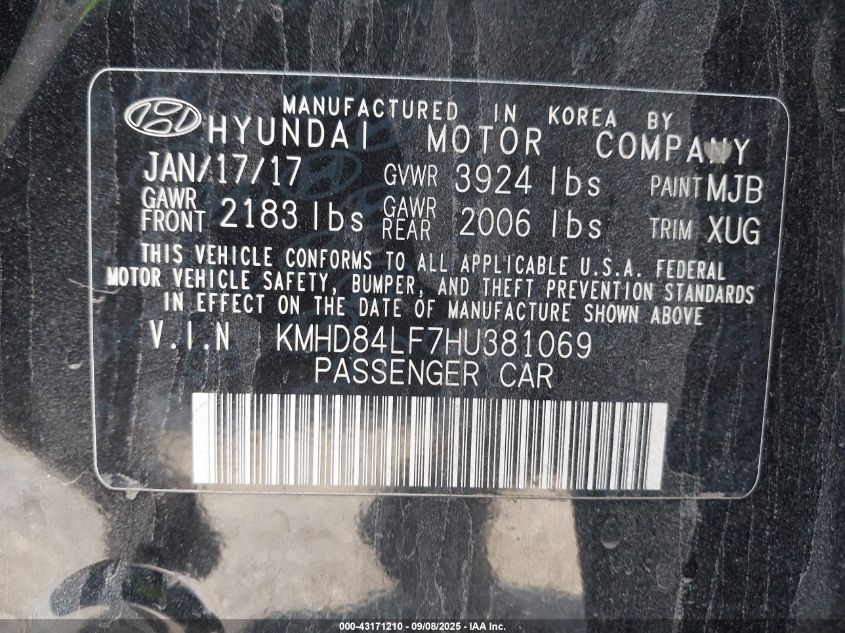 MANUFACTURED IN KOREA BY
HYUNDAI MOTOR COMPANY
JAN/17/17 GVWR 3924 lbs PAINT MJB
GAWR FRONT 2183 lbs GAWR REAR 2006 lbs TRIM XUG
THIS VEHICLE CONFORMS TO ALL APPLICABLE U.S.A. FEDERAL
MOTOR VEHICLE SAFETY, BUMPER, AND THEFT PREVENTION STANDARDS
IN EFFECT ON THE DATE OF MANUFACTURE SHOWN ABOVE.
V.I.N KMHD84LF7HU381069
PASSENGER CAR
000-43171210 - 09/08/2025 - IAA Inc.